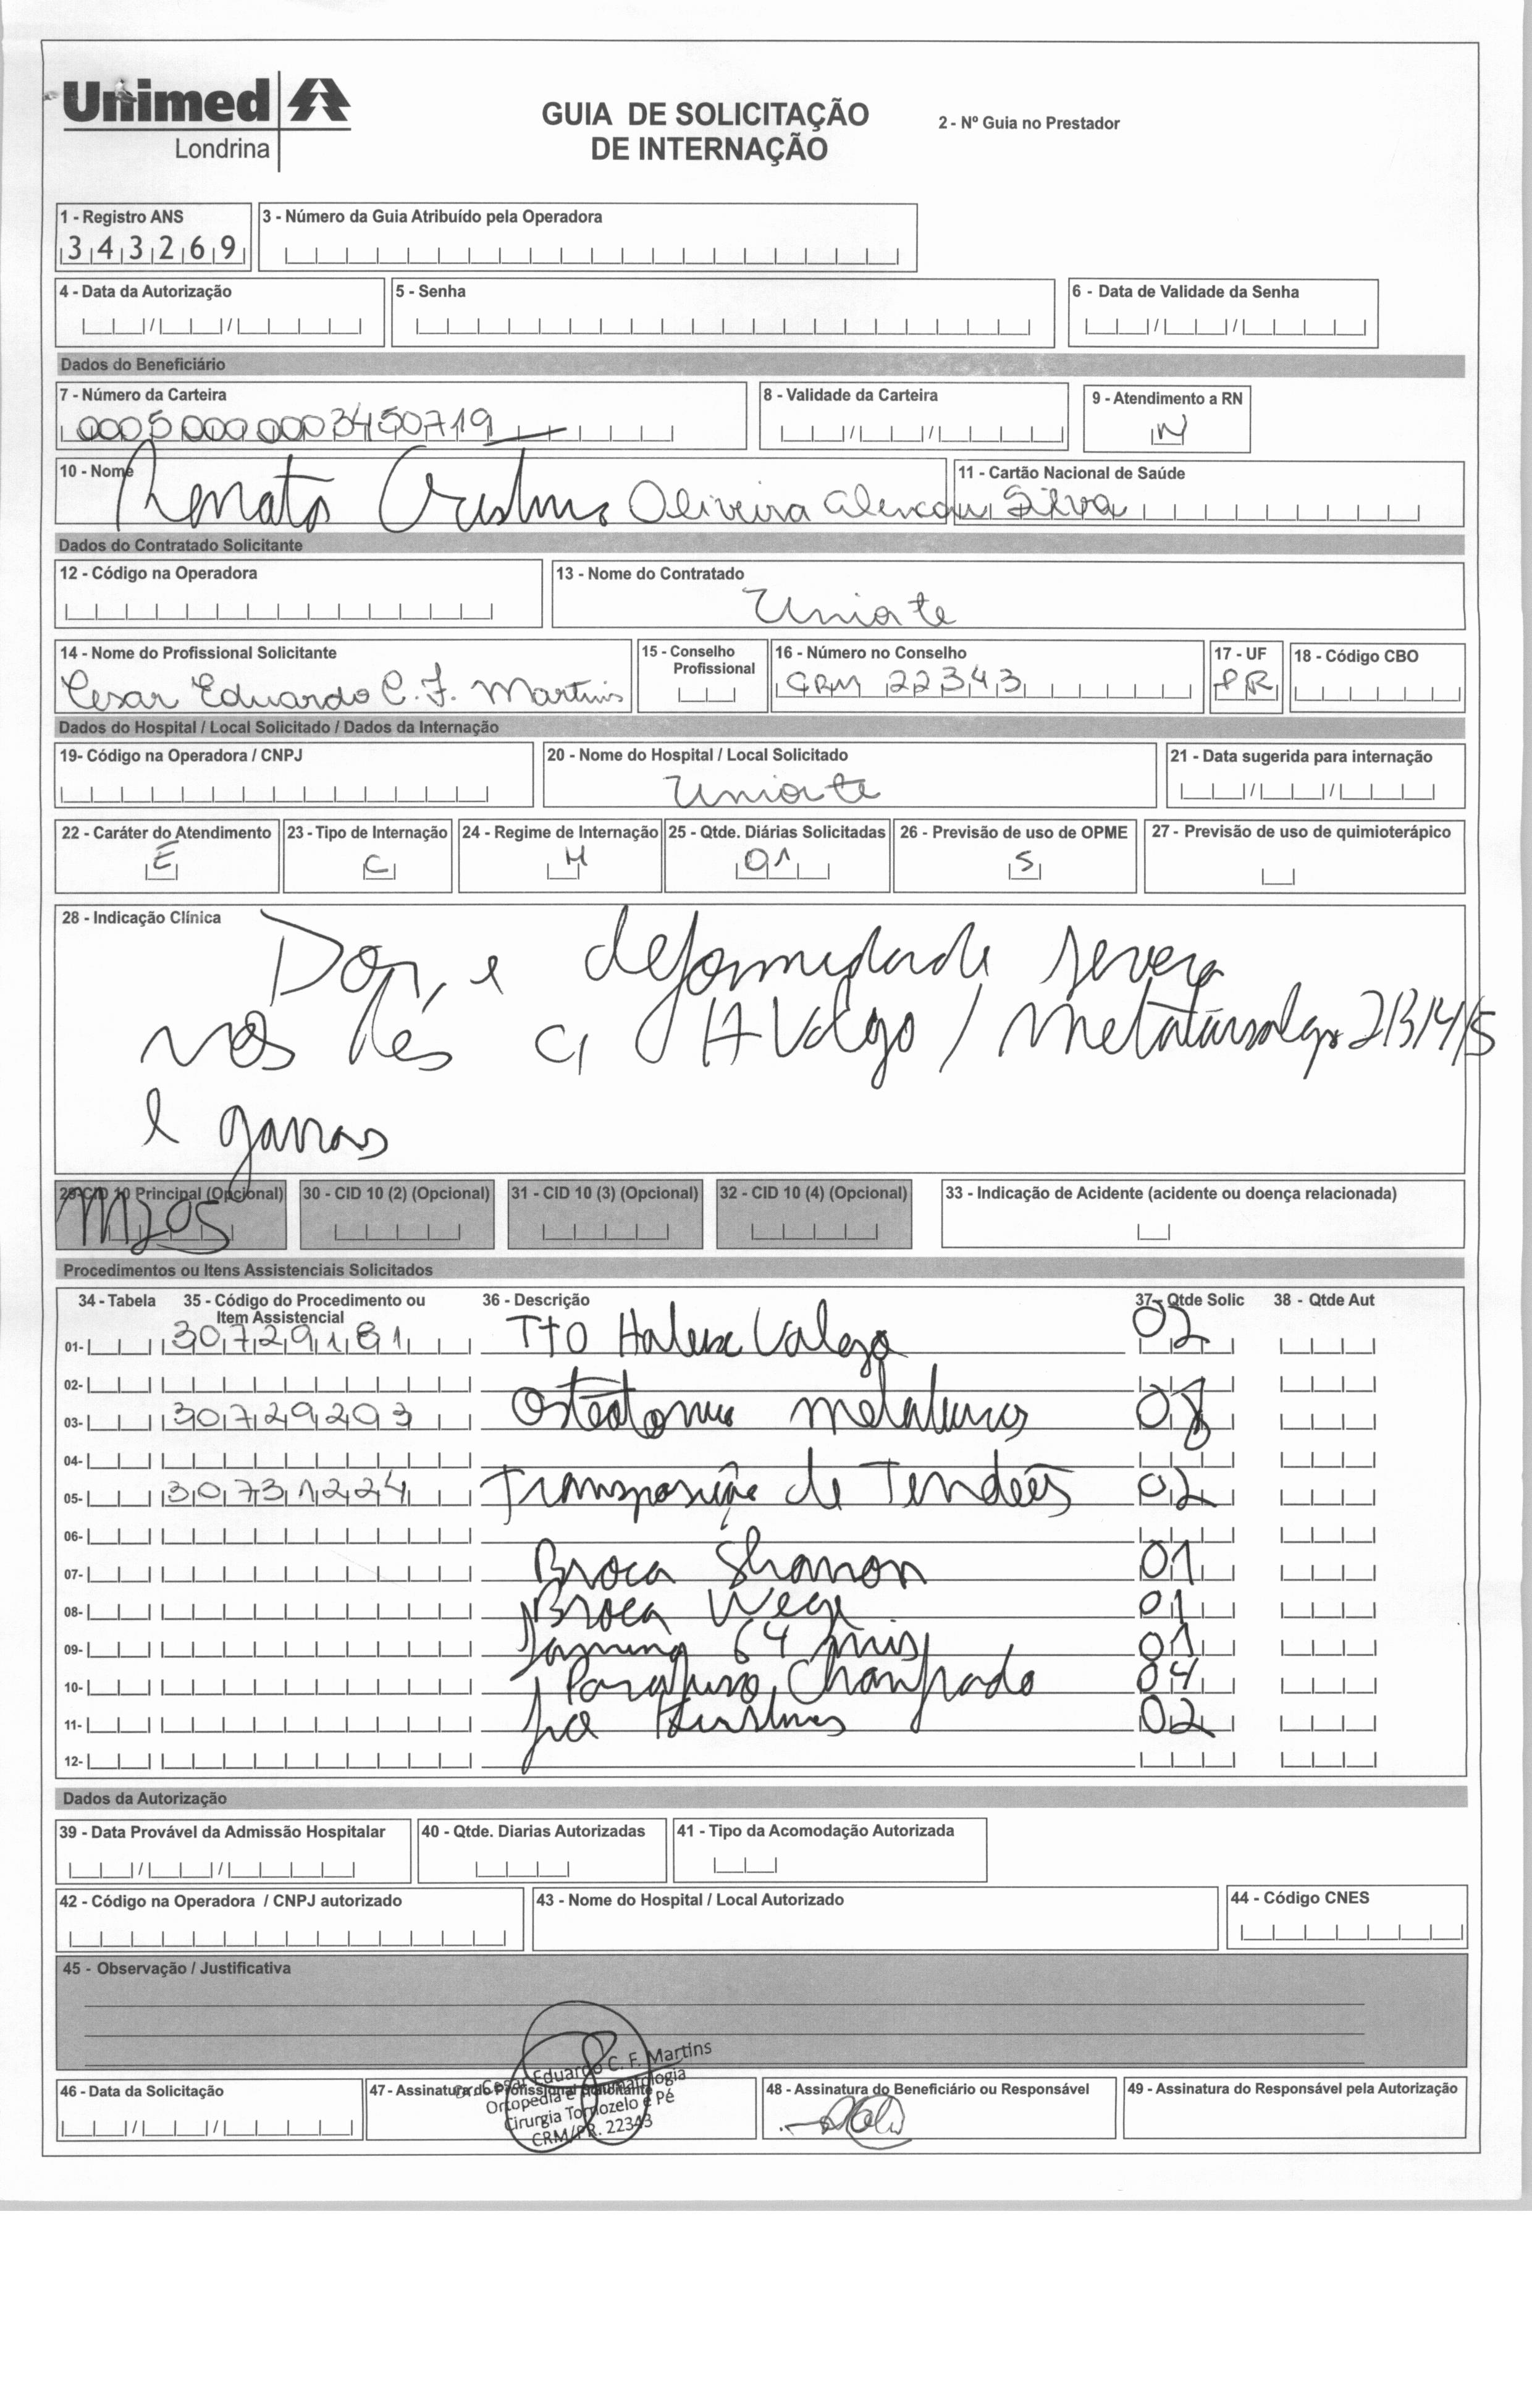 Unimed
Londrina
GUIA DE SOLICITAÇÃO
DE INTERNAÇÃO
2 - Nº Guia no Prestador
1 - Registro ANS
343269
3 - Número da Guia Atribuído pela Operadora
4 - Data da Autorização
5 - Senha
6 - Data de Validade da Senha
Dados do Beneficiário
7 - Número da Carteira
00050000003450719
8 - Validade da Carteira
9 - Atendimento a RN
N
10 - Nome
Renato Oliveira Alencar Silva
11 - Cartão Nacional de Saúde
Dados do Contratado Solicitante
12 - Código na Operadora
13 - Nome do Contratado
Uniorte
14 - Nome do Profissional Solicitante
Cesar Eduardo C. F. Martins
15 - Conselho
Profissional
16 - Número no Conselho
CRM 22343
17 - UF
PR
18 - Código CBO
Dados do Hospital / Local Solicitado / Dados da Internação
19- Código na Operadora / CNPJ
20 - Nome do Hospital / Local Solicitado
Uniorte
21 - Data sugerida para internação
22 - Caráter do Atendimento
E
23 - Tipo de Internação
C
24 - Regime de Internação
H
25 - Qtde. Diárias Solicitadas
01
26 - Previsão de uso de OPME
S
27 - Previsão de uso de quimioterápico
28 - Indicação Clínica
Dor, e deformidade severa
nos Pés c/ H Valgo / 2/3/4/5
e garras
29-CID 10 Principal (Opcional)
M205
30 - CID 10 (2) (Opcional)
31 - CID 10 (3) (Opcional)
32 - CID 10 (4) (Opcional)
33 - Indicação de Acidente (acidente ou doença relacionada)
Procedimentos ou Itens Assistenciais Solicitados
34 - Tabela
35 - Código do Procedimento ou
Item Assistencial
36 - Descrição
37 - Qtde Solic
38 - Qtde Aut
01- 30729181 TTO Halux Valgo 02
02-
03- 30729203 08
04-
05- 30731224 Transposição de Tendões 02
06-
07- Broca Shanon 01
08- Broca 01
09- 64 01
10- Parafuso Chanfrado 04
11- fio 02
12-
Dados da Autorização
39 - Data Provável da Admissão Hospitalar
40 - Qtde. Diarias Autorizadas
41 - Tipo da Acomodação Autorizada
42 - Código na Operadora / CNPJ autorizado
43 - Nome do Hospital / Local Autorizado
44 - Código CNES
45 - Observação / Justificativa
46 - Data da Solicitação
47 - Assinatura do Profissional Solicitante
Dr. Cesar Eduardo C. F. Martins
Ortopedia e Traumatologia
Cirurgia Tornozelo e Pé
CRM/PR. 22343
48 - Assinatura do Beneficiário ou Responsável
49 - Assinatura do Responsável pela Autorização